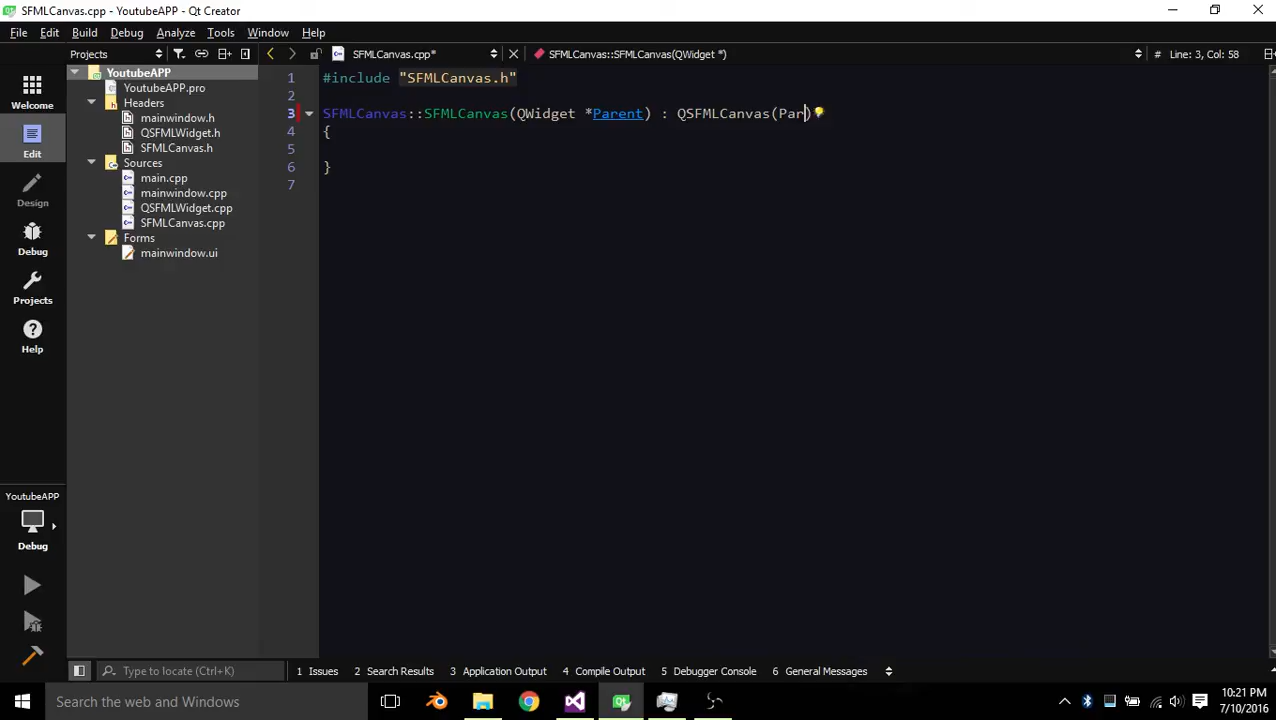 SFMLCanvas.cpp - YoutubeAPP - Qt Creator
File Edit Build Debug Analyze Tools Window Help
Projects SFMLCanvas.cpp* SFMLCanvas::SFMLCanvas(QWidget *) # Line: 3, Col: 58
Welcome
Edit
Design
Debug
Projects
Help
YoutubeAPP
Debug
YoutubeAPP
YoutubeAPP.pro
Headers
mainwindow.h
QSFMLWidget.h
SFMLCanvas.h
Sources
main.cpp
mainwindow.cpp
QSFMLWidget.cpp
SFMLCanvas.cpp
Forms
mainwindow.ui
1 #include "SFMLCanvas.h"
2
3 SFMLCanvas::SFMLCanvas(QWidget *Parent) : QSFMLCanvas(Par)
4 {
5
6 }
7
Type to locate (Ctrl+K) 1 Issues 2 Search Results 3 Application Output 4 Compile Output 5 Debugger Console 6 General Messages
Search the web and Windows
10:21 PM
7/10/2016